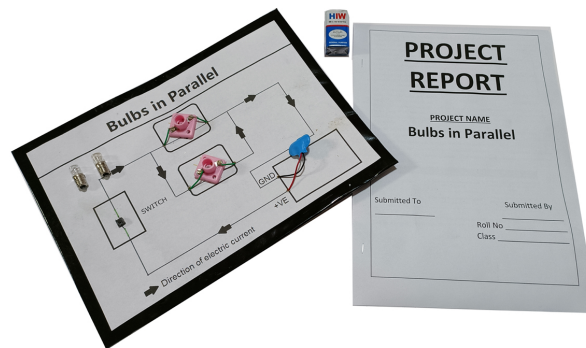 Bulbs in Parallel
SWITCH
GND
+VE
Direction of electric current
HIW
PROJECT
REPORT
PROJECT NAME
Bulbs in Parallel
Submitted To
Submitted By
Roll No
Class